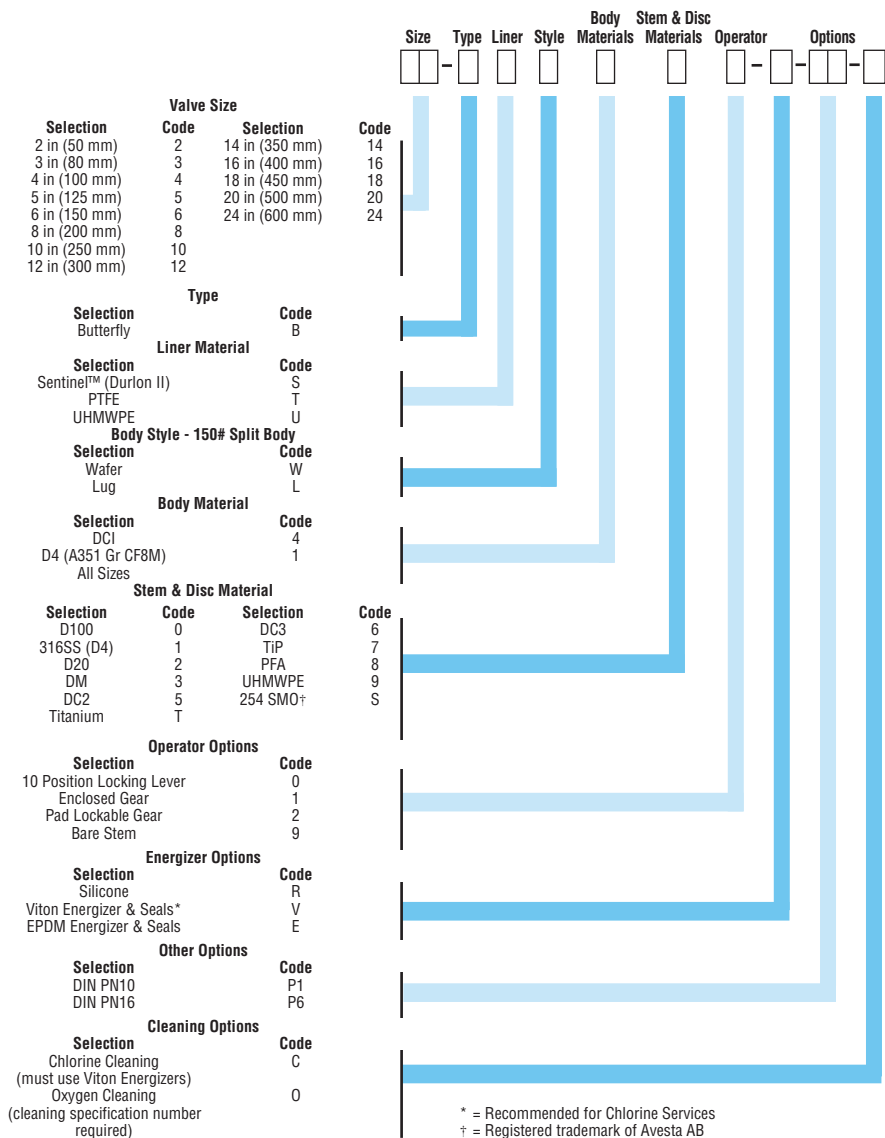 Size Type Liner Style Body Materials Stem & Disc Materials Operator Options
Valve Size
Selection Code Selection Code
2 in (50 mm) 2 14 in (350 mm) 14
3 in (80 mm) 3 16 in (400 mm) 16
4 in (100 mm) 4 18 in (450 mm) 18
5 in (125 mm) 5 20 in (500 mm) 20
6 in (150 mm) 6 24 in (600 mm) 24
8 in (200 mm) 8
10 in (250 mm) 10
12 in (300 mm) 12
Type
Selection Code
Butterfly B
Liner Material
Selection Code
Sentinel™ (Durlon II) S
PTFE T
UHMWPE U
Body Style - 150# Split Body
Selection Code
Wafer W
Lug L
Body Material
Selection Code
DCI 4
D4 (A351 Gr CF8M) 1
All Sizes
Stem & Disc Material
Selection Code Selection Code
D100 0 DC3 6
316SS (D4) 1 TiP 7
D20 2 PFA 8
DM 3 UHMWPE 9
DC2 5 254 SMO† S
Titanium T
Operator Options
Selection Code
10 Position Locking Lever 0
Enclosed Gear 1
Pad Lockable Gear 2
Bare Stem 9
Energizer Options
Selection Code
Silicone R
Viton Energizer & Seals* V
EPDM Energizer & Seals E
Other Options
Selection Code
DIN PN10 P1
DIN PN16 P6
Cleaning Options
Selection Code
Chlorine Cleaning C
(must use Viton Energizers)
Oxygen Cleaning O
(cleaning specification number
required)
* = Recommended for Chlorine Services
† = Registered trademark of Avesta AB